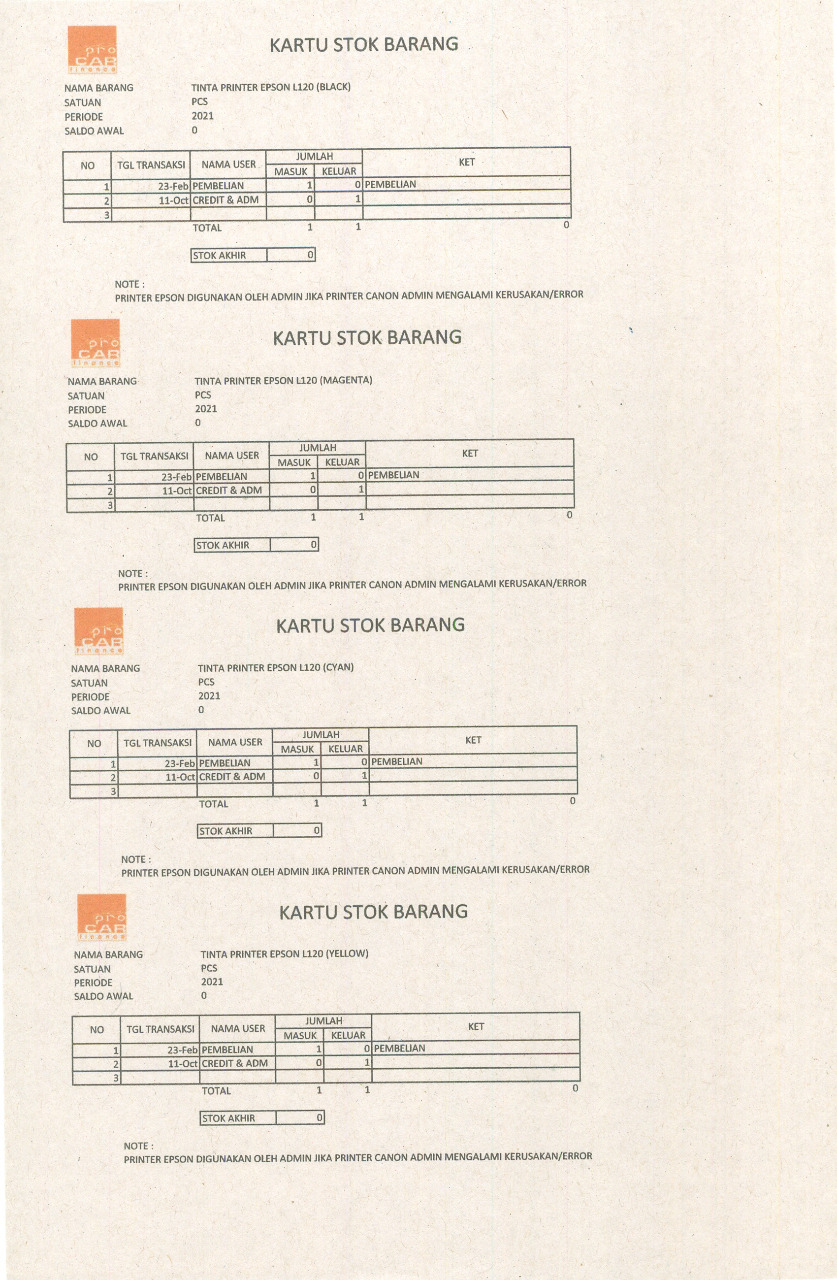 pro
CAR
finance
KARTU STOK BARANG
NAMA BARANG TINTA PRINTER EPSON L120 (BLACK)
SATUAN PCS
PERIODE 2021
SALDO AWAL 0
NO TGL TRANSAKSI NAMA USER JUMLAH KET
MASUK KELUAR
1 23-Feb PEMBELIAN 1 0 PEMBELIAN
2 11-Oct CREDIT & ADM 0 1
3
TOTAL 1 1 0
STOK AKHIR 0
NOTE :
PRINTER EPSON DIGUNAKAN OLEH ADMIN JIKA PRINTER CANON ADMIN MENGALAMI KERUSAKAN/ERROR
pro
CAR
finance
KARTU STOK BARANG
NAMA BARANG TINTA PRINTER EPSON L120 (MAGENTA)
SATUAN PCS
PERIODE 2021
SALDO AWAL 0
NO TGL TRANSAKSI NAMA USER JUMLAH KET
MASUK KELUAR
1 23-Feb PEMBELIAN 1 0 PEMBELIAN
2 11-Oct CREDIT & ADM 0 1
3
TOTAL 1 1 0
STOK AKHIR 0
NOTE :
PRINTER EPSON DIGUNAKAN OLEH ADMIN JIKA PRINTER CANON ADMIN MENGALAMI KERUSAKAN/ERROR
pro
CAR
finance
KARTU STOK BARANG
NAMA BARANG TINTA PRINTER EPSON L120 (CYAN)
SATUAN PCS
PERIODE 2021
SALDO AWAL 0
NO TGL TRANSAKSI NAMA USER JUMLAH KET
MASUK KELUAR
1 23-Feb PEMBELIAN 1 0 PEMBELIAN
2 11-Oct CREDIT & ADM 0 1
3
TOTAL 1 1 0
STOK AKHIR 0
NOTE :
PRINTER EPSON DIGUNAKAN OLEH ADMIN JIKA PRINTER CANON ADMIN MENGALAMI KERUSAKAN/ERROR
pro
CAR
finance
KARTU STOK BARANG
NAMA BARANG TINTA PRINTER EPSON L120 (YELLOW)
SATUAN PCS
PERIODE 2021
SALDO AWAL 0
NO TGL TRANSAKSI NAMA USER JUMLAH KET
MASUK KELUAR
1 23-Feb PEMBELIAN 1 0 PEMBELIAN
2 11-Oct CREDIT & ADM 0 1
3
TOTAL 1 1 0
STOK AKHIR 0
NOTE :
PRINTER EPSON DIGUNAKAN OLEH ADMIN JIKA PRINTER CANON ADMIN MENGALAMI KERUSAKAN/ERROR